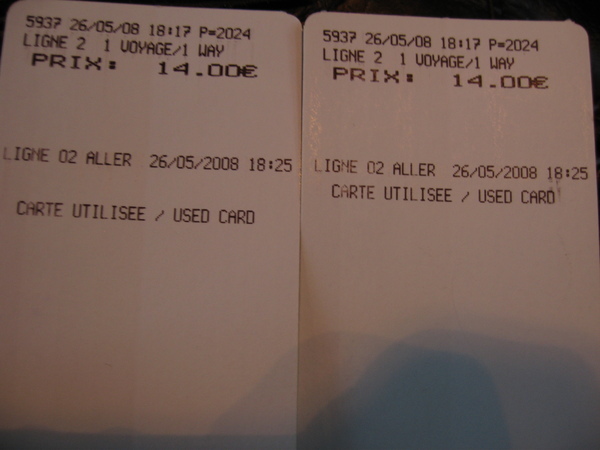 5937 26/05/08 18:17 P=2024
LIGNE 2 1 VOYAGE/1 WAY
PRIX: 14.00€
LIGNE 02 ALLER 26/05/2008 18:25
CARTE UTILISEE / USED CARD
5937 26/05/08 18:17 P=2024
LIGNE 2 1 VOYAGE/1 WAY
PRIX: 14.00€
LIGNE 02 ALLER 26/05/2008 18:25
CARTE UTILISEE / USED CARD